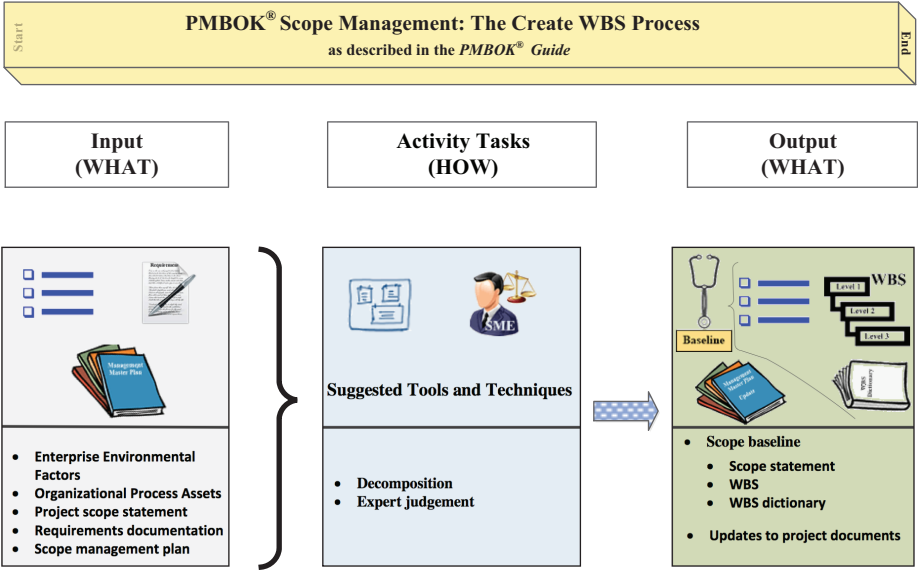 Start
PMBOK® Scope Management: The Create WBS Process
as described in the PMBOK® Guide
End
Input
(WHAT)
Activity Tasks
(HOW)
Output
(WHAT)
Requirement
Management
Master Plan
• Enterprise Environmental
Factors
• Organizational Process Assets
• Project scope statement
• Requirements documentation
• Scope management plan
SME
Suggested Tools and Techniques
• Decomposition
• Expert judgement
WBS
Level 1
Level 2
Level 3
Baseline
Management
Master Plan
Update
WBS
Dictionary
• Scope baseline
• Scope statement
• WBS
• WBS dictionary
• Updates to project documents